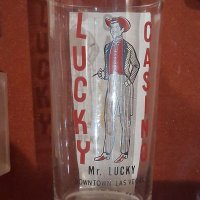 LUCKY
CASINO
Mr. LUCKY
DOWNTOWN LAS VEGAS